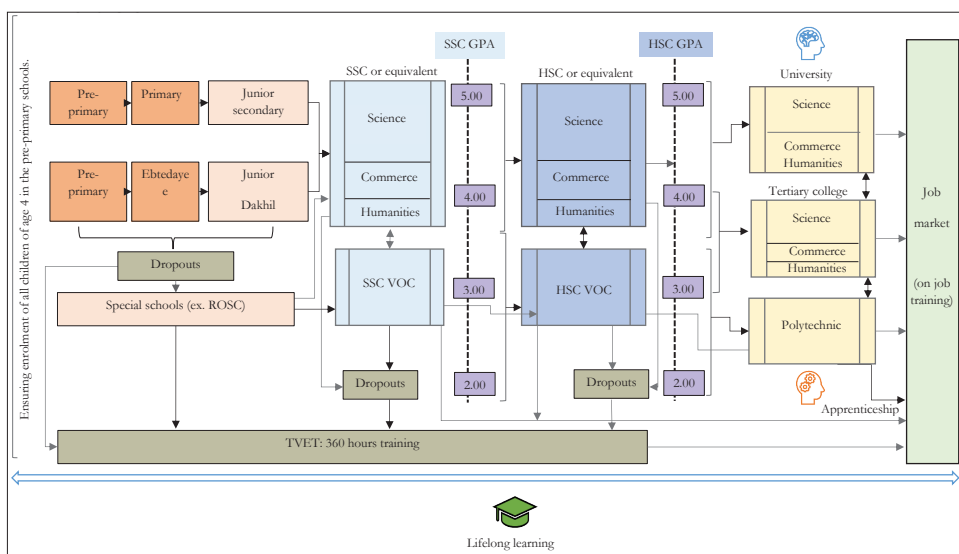 Ensuring enrolment of all children of age 4 in the pre-primary schools.
SSC GPA
HSC GPA
SSC or equivalent
HSC or equivalent
University
Pre-
primary
Primary
Junior
secondary
Pre-
primary
Ebtedaye
e
Junior
Dakhil
Dropouts
Special schools (ex. ROSC)
Science
Commerce
Humanities
SSC VOC
Dropouts
5.00
4.00
3.00
2.00
Science
Commerce
Humanities
HSC VOC
Dropouts
5.00
4.00
3.00
2.00
Science
Commerce
Humanities
Tertiary college
Science
Commerce
Humanities
Polytechnic
Apprenticeship
Job
market
(on job
training)
TVET: 360 hours training
Lifelong learning